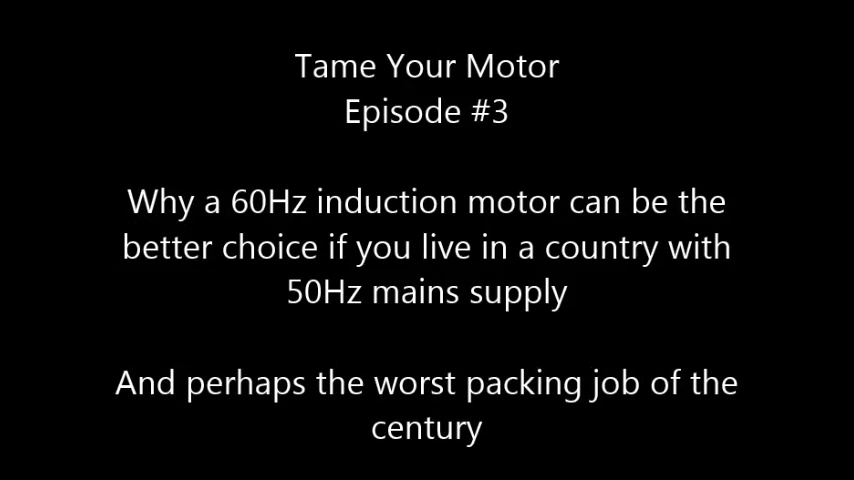 Tame Your Motor
Episode #3
Why a 60Hz induction motor can be the
better choice if you live in a country with
50Hz mains supply
And perhaps the worst packing job of the
century